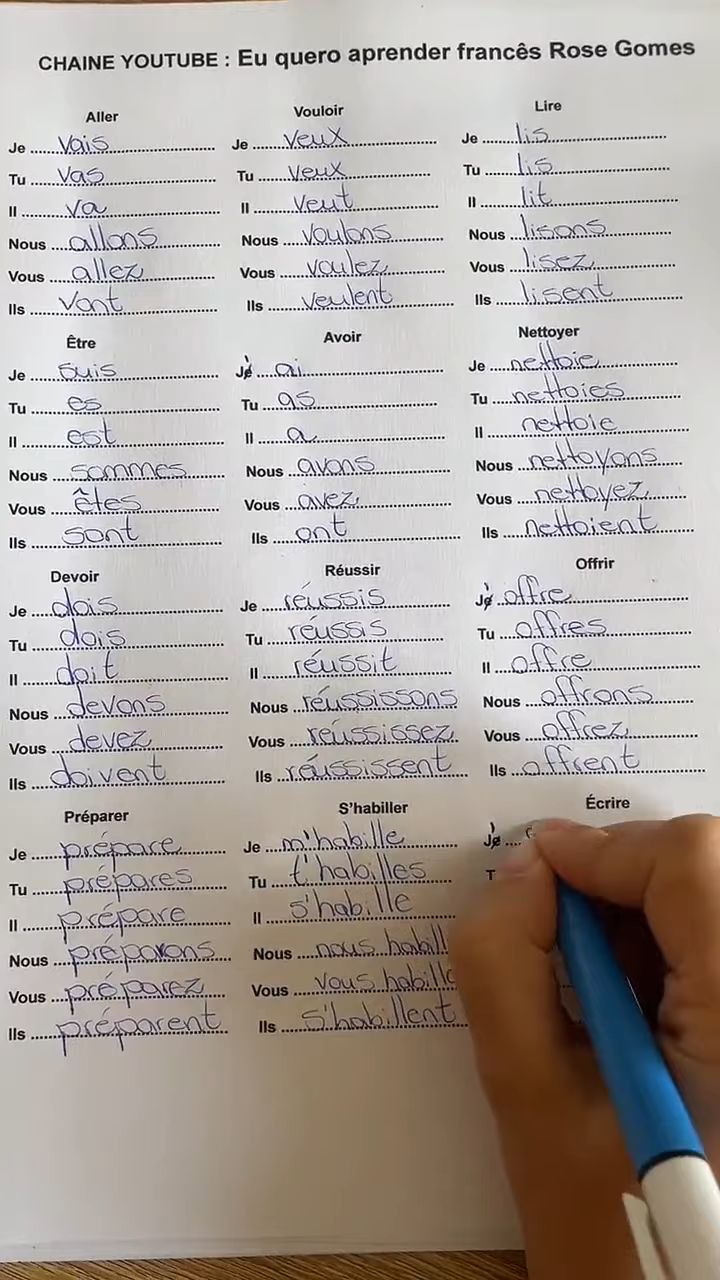 CHAINE YOUTUBE : Eu quero aprender francês Rose Gomes
Aller
Je vais
Tu vas
Il va
Nous allons
Vous allez
Ils vont
Vouloir
Je veux
Tu veux
Il veut
Nous voulons
Vous voulez
Ils veulent
Lire
Je lis
Tu lis
Il lit
Nous lisons
Vous lisez
Ils lisent
Être
Je suis
Tu es
Il est
Nous sommes
Vous êtes
Ils sont
Avoir
J' ai
Tu as
Il a
Nous avons
Vous avez
Ils ont
Nettoyer
Je nettoie
Tu nettoies
Il nettoie
Nous nettoyons
Vous nettoyez
Ils nettoient
Devoir
Je dois
Tu dois
Il doit
Nous devons
Vous devez
Ils doivent
Réussir
Je réussis
Tu réussis
Il réussit
Nous réussissons
Vous réussissez
Ils réussissent
Offrir
J' offre
Tu offres
Il offre
Nous offrons
Vous offrez
Ils offrent
Préparer
Je prépare
Tu prépares
Il prépare
Nous préparons
Vous préparez
Ils préparent
S'habiller
Je m'habille
Tu t'habilles
Il s'habille
Nous nous habill
Vous vous habille
Ils s'habillent
Écrire
J'
T